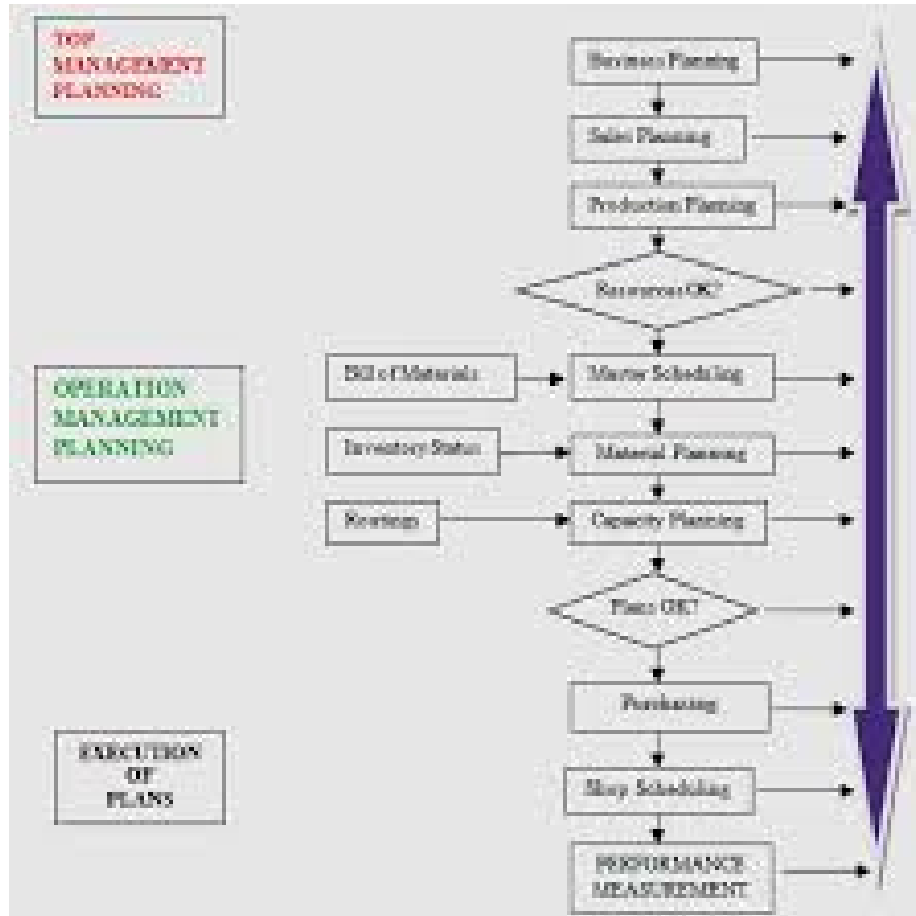 TOP
MANAGEMENT
PLANNING
Business Planning
Sales Planning
Production Planning
Resources OK?
Bill of Materials
Master Scheduling
OPERATION
MANAGEMENT
PLANNING
Inventory Status
Material Planning
Routings
Capacity Planning
Plans OK?
Purchasing
EXECUTION
OF
PLANS
Shop Scheduling
PERFORMANCE
MEASUREMENT